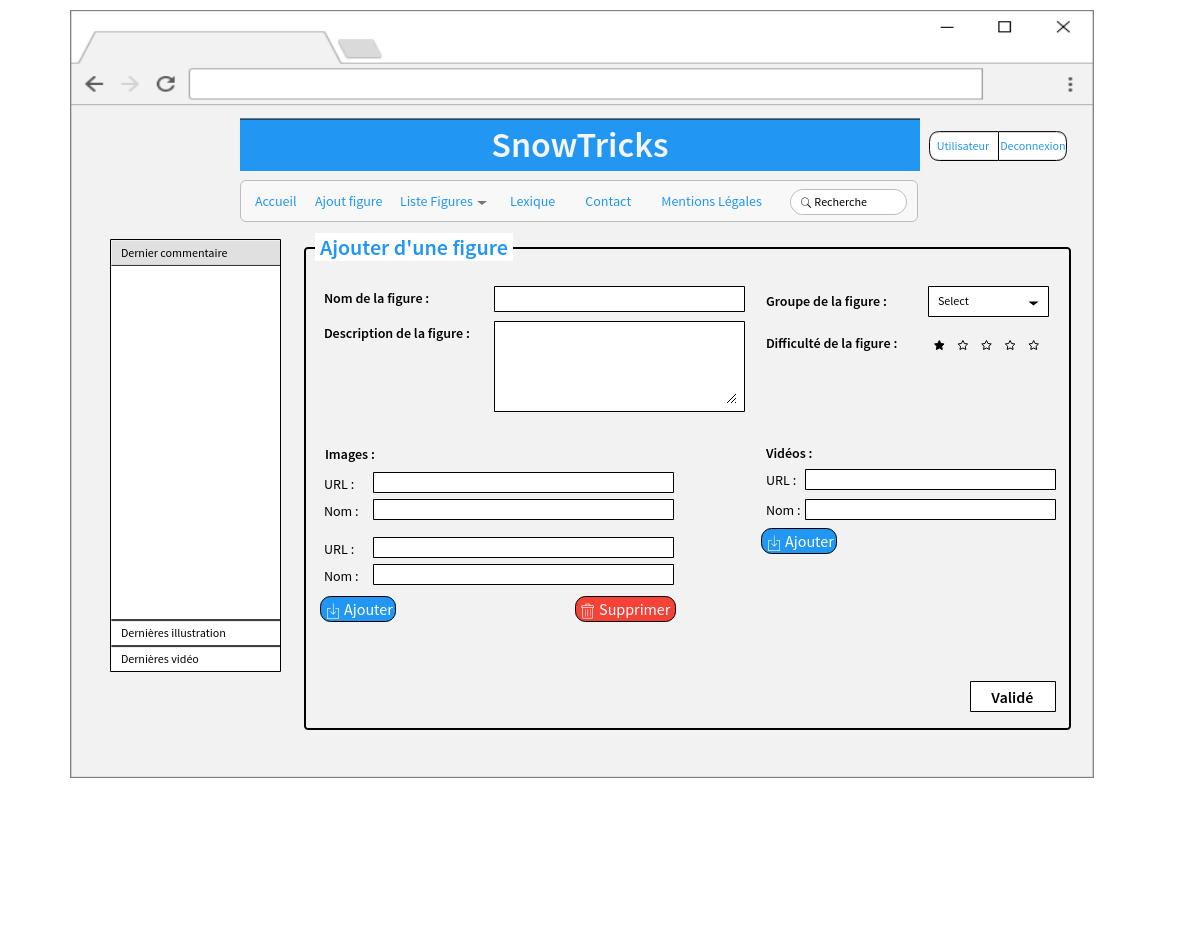 SnowTricks
Utilisateur
Deconnexion
Accueil
Ajout figure
Liste Figures
Lexique
Contact
Mentions Légales
Recherche
Dernier commentaire
Dernières illustration
Dernières vidéo
Ajouter d'une figure
Nom de la figure :
Description de la figure :
Groupe de la figure :
Select
Difficulté de la figure :
Images :
URL :
Nom :
URL :
Nom :
Ajouter
Supprimer
Vidéos :
URL :
Nom :
Ajouter
Validé